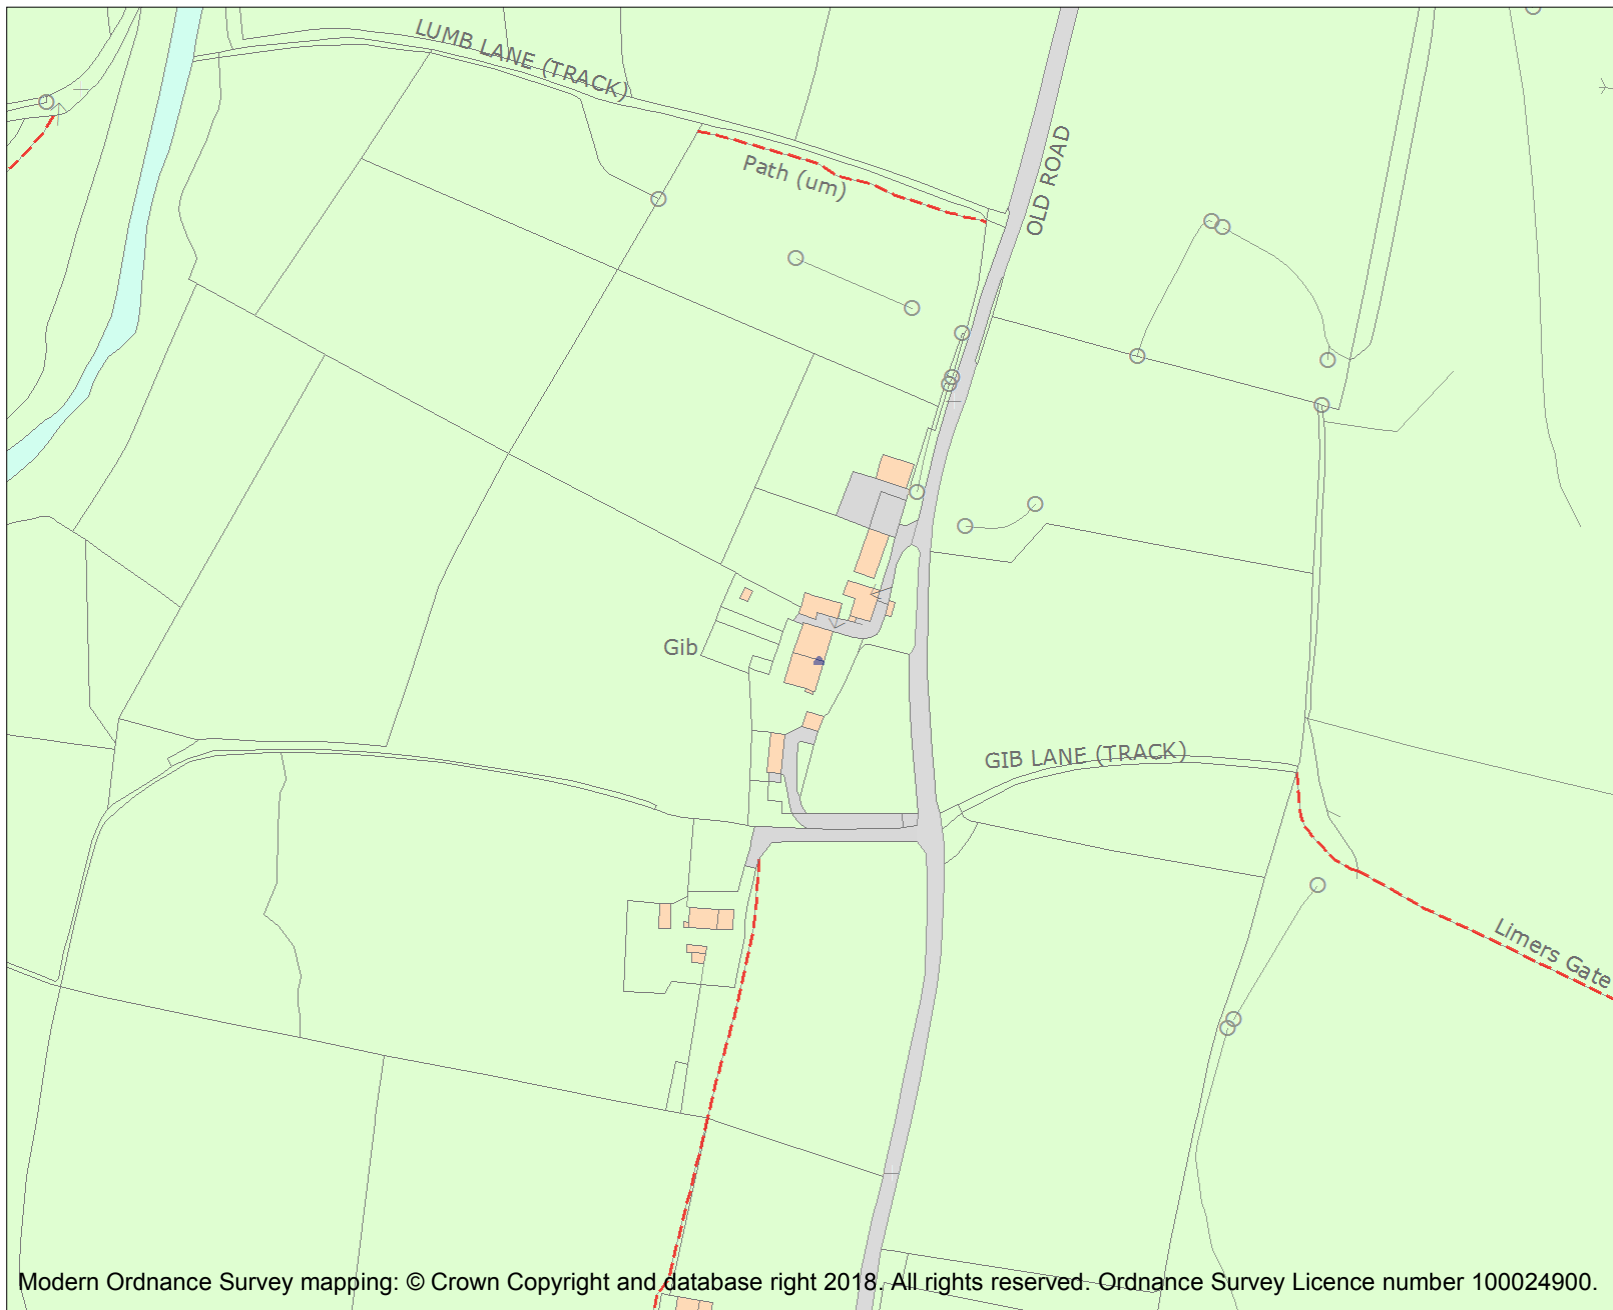 LUMB LANE (TRACK)
OLD ROAD
Path (um)
Gib
GIB LANE (TRACK)
Limers Gate
Modern Ordnance Survey mapping: © Crown Copyright and database right 2018. All rights reserved. Ordnance Survey Licence number 100024900.